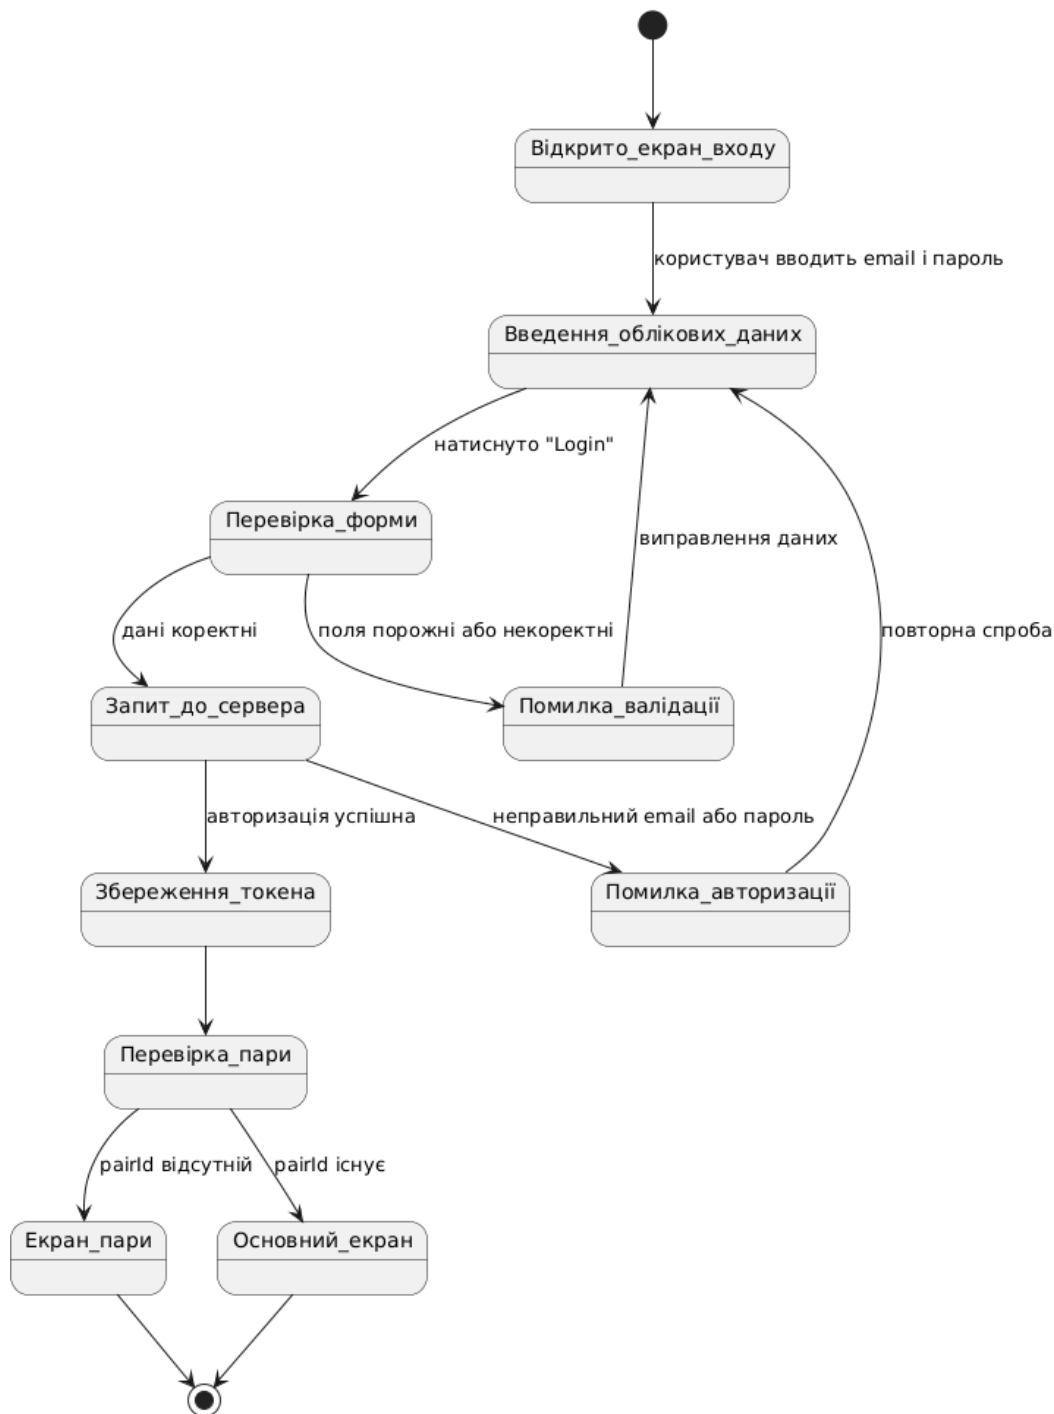 Відкрито_екран_входу
користувач вводить email і пароль
Введення_облікових_даних
натиснуто "Login"
Перевірка_форми
виправлення даних
дані коректні
поля порожні або некоректні
повторна спроба
Запит_до_сервера
Помилка_валідації
авторизація успішна
неправильний email або пароль
Збереження_токена
Помилка_авторизації
Перевірка_пари
pairId відсутній
pairId існує
Екран_пари
Основний_екран